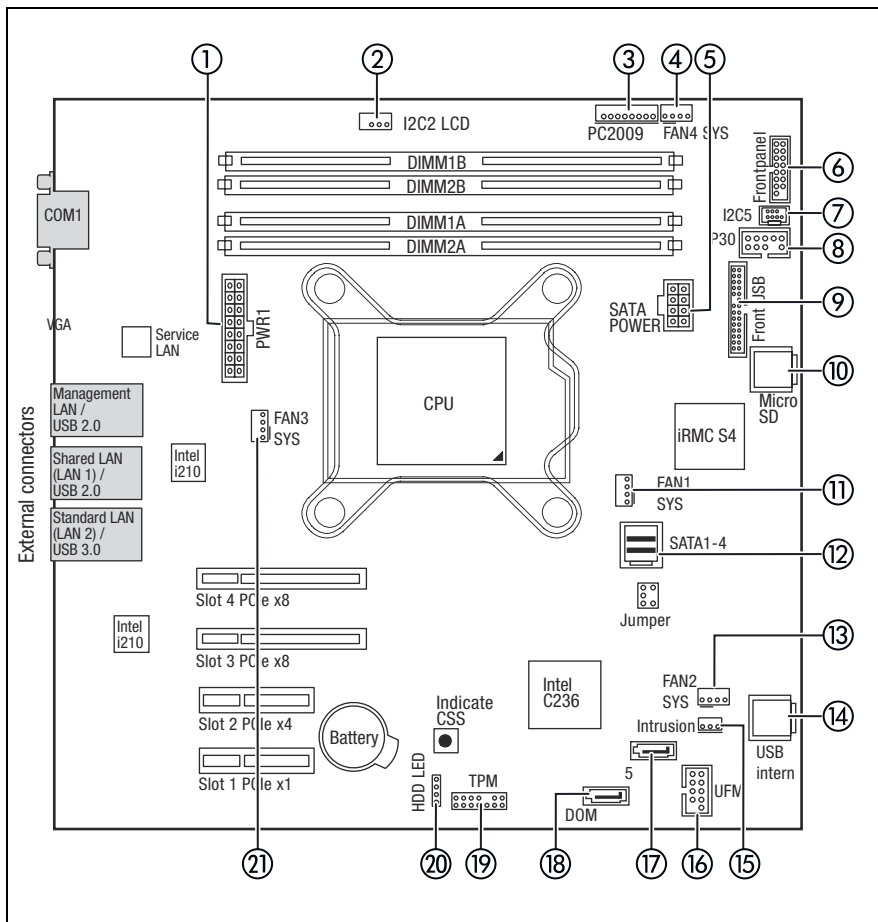 ① ② ③ ④ ⑤
I2C2 LCD
PC2009
FAN4 SYS
DIMM1B
DIMM2B
DIMM1A
DIMM2A
Frontpanel
⑥
I2C5
⑦
P30
⑧
COM1
VGA
Service
LAN
PWR1
SATA
POWER
Front USB
⑨
⑩
Micro
SD
External connectors
Management
LAN /
USB 2.0
Shared LAN
(LAN 1) /
USB 2.0
Standard LAN
(LAN 2) /
USB 3.0
Intel
i210
FAN3
SYS
CPU
iRMC S4
FAN1
SYS
⑪
SATA1-4
⑫
Jumper
Slot 4 PCIe x8
Intel
i210
Slot 3 PCIe x8
⑬
FAN2
SYS
Intel
C236
Slot 2 PCIe x4
Battery
Indicate
CSS
Intrusion
⑭
USB
intern
Slot 1 PCIe x1
HDD LED
TPM
5
DOM
UFM
㉑ ⑳ ⑲ ⑱ ⑰ ⑯ ⑮